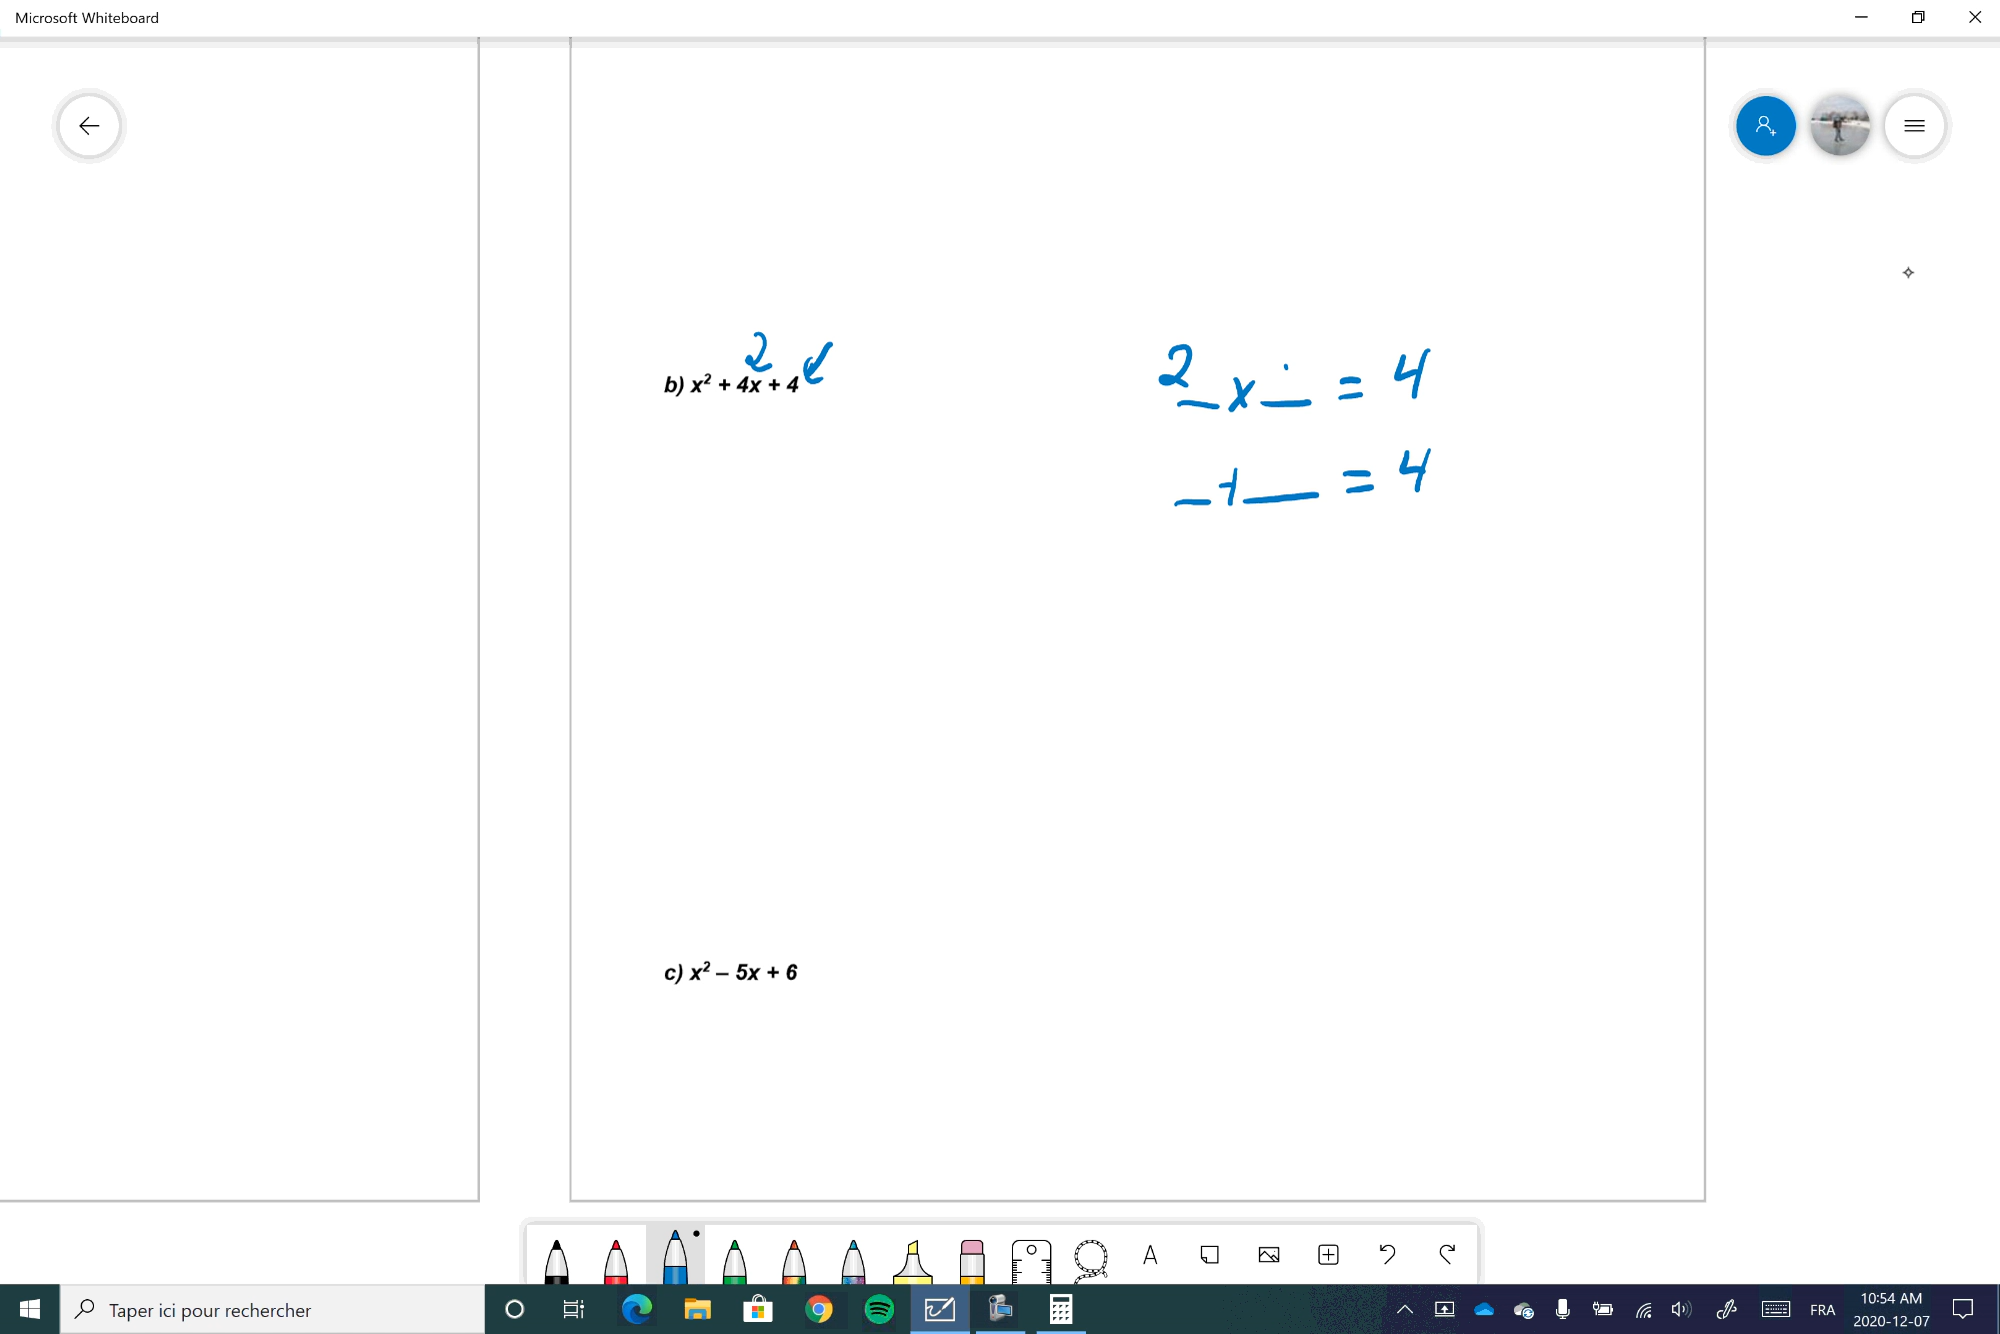 Microsoft Whiteboard
2
b) x² + 4x + 4
2 x = 4
+ = 4
c) x² – 5x + 6
A
Taper ici pour rechercher
FRA
10:54 AM
2020-12-07